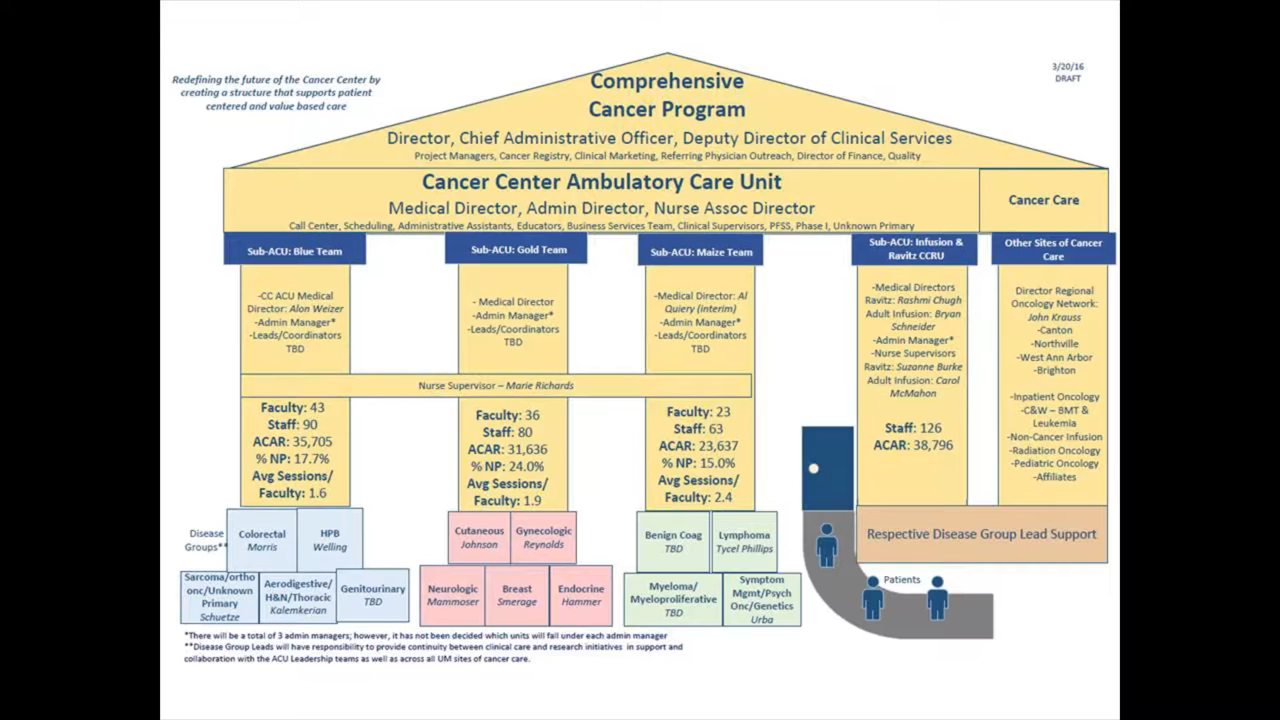 Redefining the future of the Cancer Center by
creating a structure that supports patient
centered and value based care
3/20/16
DRAFT
Comprehensive
Cancer Program
Director, Chief Administrative Officer, Deputy Director of Clinical Services
Project Managers, Cancer Registry, Clinical Marketing, Referring Physician Outreach, Director of Finance, Quality
Cancer Center Ambulatory Care Unit
Medical Director, Admin Director, Nurse Assoc Director
Call Center, Scheduling, Administrative Assistants, Educators, Business Services Team, Clinical Supervisors, PFSS, Phase I, Unknown Primary
Cancer Care
Sub-ACU: Blue Team
-CC ACU Medical
Director: Alon Weizer
-Admin Manager*
-Leads/Coordinators
TBD
Sub-ACU: Gold Team
- Medical Director
-Admin Manager*
-Leads/Coordinators
TBD
Sub-ACU: Maize Team
-Medical Director: Al
Quiery (interim)
-Admin Manager*
-Leads/Coordinators
TBD
Sub-ACU: Infusion &
Ravitz CCRU
-Medical Directors
Ravitz: Rashmi Chugh
Adult Infusion: Bryan
Schneider
-Admin Manager*
-Nurse Supervisors
Ravitz: Suzanne Burke
Adult Infusion: Carol
McMahon
Staff: 126
ACAR: 38,796
Other Sites of Cancer
Care
Director Regional
Oncology Network:
John Krauss
-Canton
-Northville
-West Ann Arbor
-Brighton
-Inpatient Oncology
-C&W – BMT &
Leukemia
-Non-Cancer Infusion
-Radiation Oncology
-Pediatric Oncology
-Affiliates
Nurse Supervisor – Marie Richards
Faculty: 43
Staff: 90
ACAR: 35,705
% NP: 17.7%
Avg Sessions/
Faculty: 1.6
Faculty: 36
Staff: 80
ACAR: 31,636
% NP: 24.0%
Avg Sessions/
Faculty: 1.9
Faculty: 23
Staff: 63
ACAR: 23,637
% NP: 15.0%
Avg Sessions/
Faculty: 2.4
Disease
Groups**
Colorectal
Morris
HPB
Welling
Sarcoma/ortho
onc/Unknown
Primary
Schuetze
Aerodigestive/
H&N/Thoracic
Kalemkerian
Genitourinary
TBD
Cutaneous
Johnson
Gynecologic
Reynolds
Neurologic
Mammoser
Breast
Smerage
Endocrine
Hammer
Benign Coag
TBD
Lymphoma
Tycel Phillips
Myeloma/
Myeloproliferative
TBD
Symptom
Mgmt/Psych
Onc/Genetics
Urba
Respective Disease Group Lead Support
Patients
*There will be a total of 3 admin managers; however, it has not been decided which units will fall under each admin manager
**Disease Group Leads will have responsibility to provide continuity between clinical care and research initiatives in support and
collaboration with the ACU Leadership teams as well as across all UM sites of cancer care.